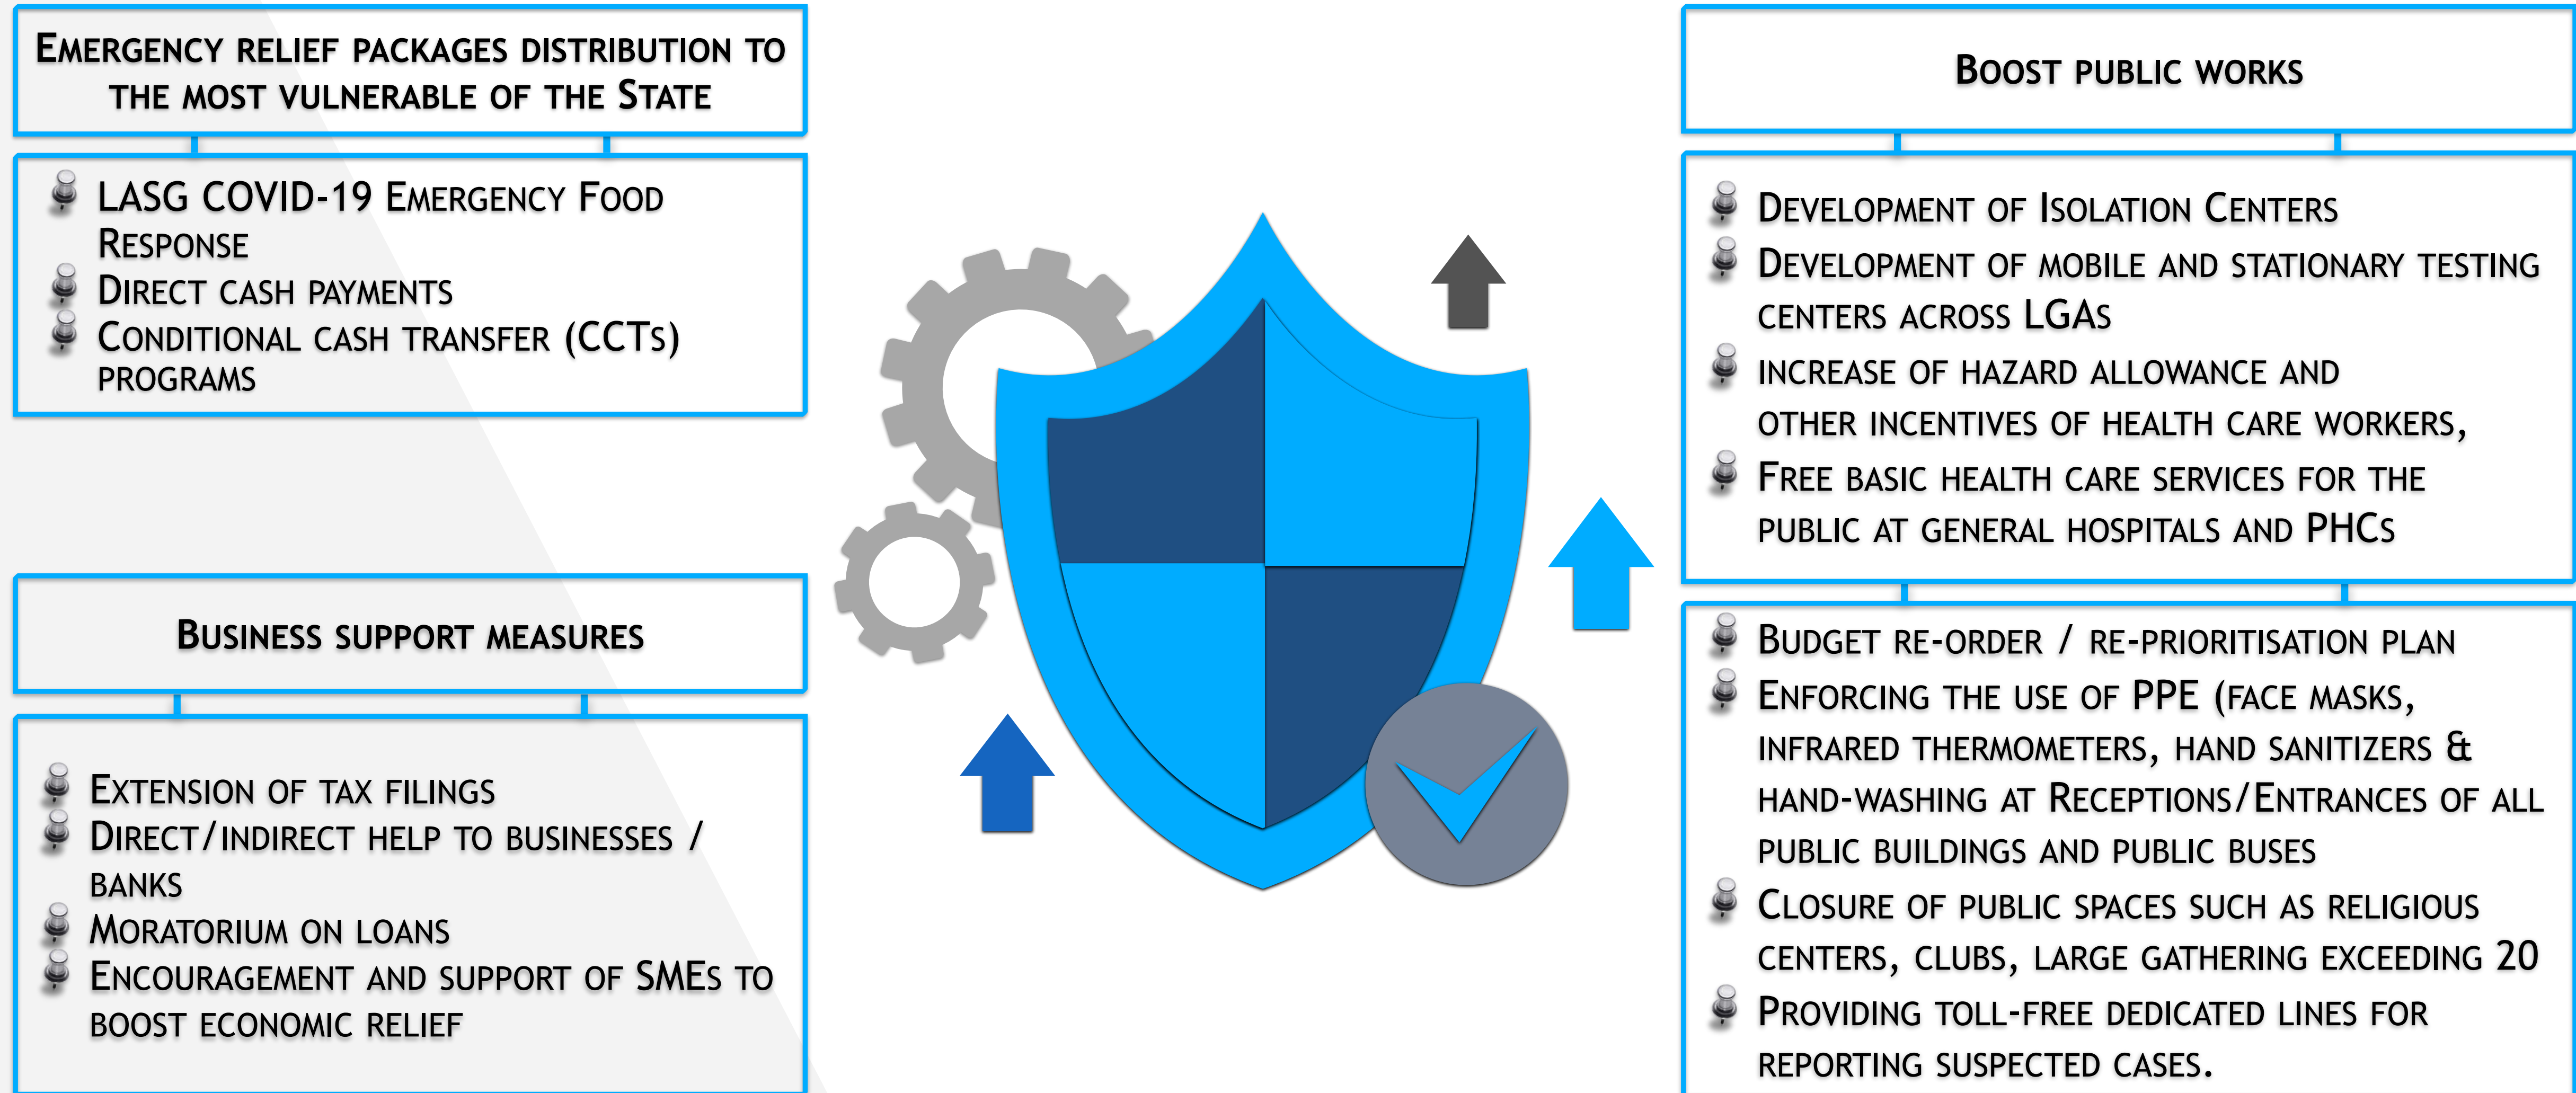 Emergency relief packages distribution to
the most vulnerable of the State
LASG COVID-19 Emergency Food
Response
Direct cash payments
Conditional cash transfer (CCTs)
programs
Business support measures
Extension of tax filings
Direct/indirect help to businesses /
banks
Moratorium on loans
Encouragement and support of SMEs to
boost economic relief
Boost public works
Development of Isolation Centers
Development of mobile and stationary testing
centers across LGAs
increase of hazard allowance and
other incentives of health care workers,
Free basic health care services for the
public at general hospitals and PHCs
Budget re-order / re-prioritisation plan
Enforcing the use of PPE (face masks,
infrared thermometers, hand sanitizers &
hand-washing at Receptions/Entrances of all
public buildings and public buses
Closure of public spaces such as religious
centers, clubs, large gathering exceeding 20
Providing toll-free dedicated lines for
reporting suspected cases.